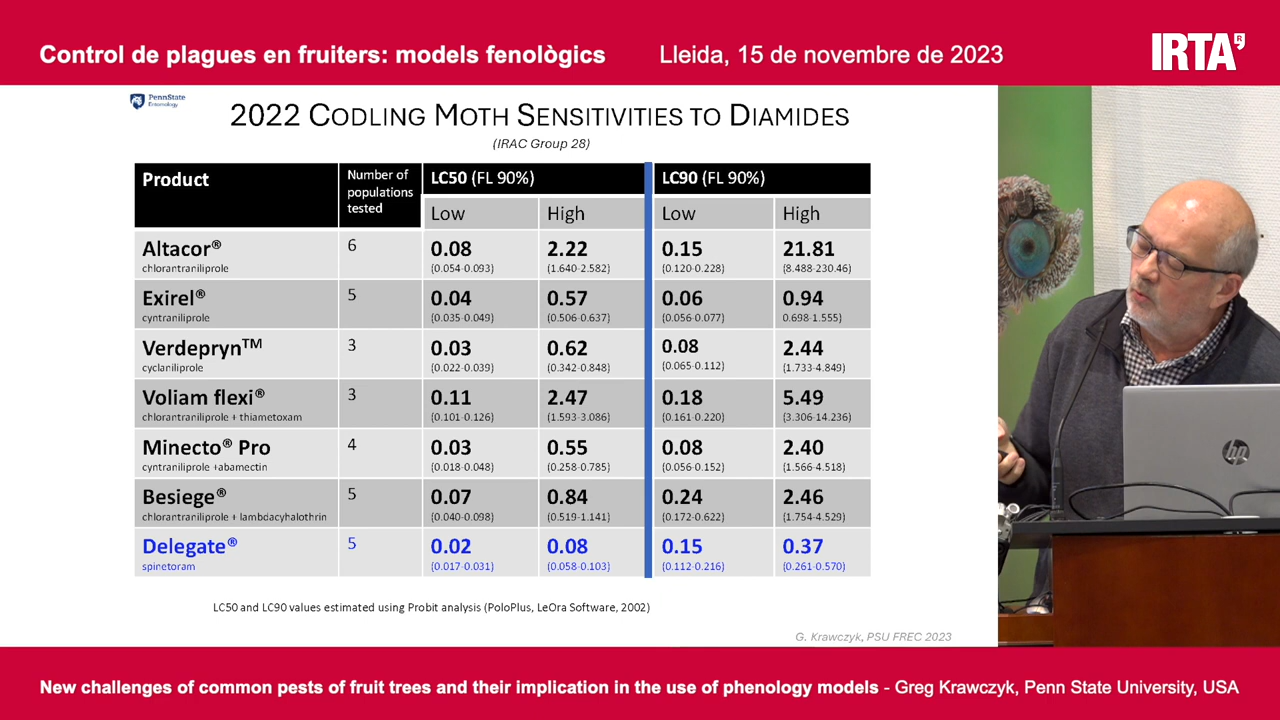 Control de plagues en fruiters: models fenològics
Lleida, 15 de novembre de 2023
IRTA®
PennState
Entomology
2022 CODLING MOTH SENSITIVITIES TO DIAMIDES
(IRAC Group 28)
Product Number of populations tested LC50 (FL 90%) LC90 (FL 90%)
Low High Low High
Altacor® 6 0.08 2.22 0.15 21.81
chlorantraniliprole (0.054-0.093) (1.640-2.582) (0.120-0.228) (8.488-230.46)
Exirel® 5 0.04 0.57 0.06 0.94
cyntraniliprole (0.035-0.049) (0.506-0.637) (0.056-0.077) 0.698-1.555)
Verdepryn™ 3 0.03 0.62 0.08 2.44
cyclaniliprole (0.022-0.039) (0.342-0.848) (0.065-0.112) (1.733-4.849)
Voliam flexi® 3 0.11 2.47 0.18 5.49
chlorantraniliprole + thiametoxam (0.101-0.126) (1.593-3.086) (0.161-0.220) (3.306-14.236)
Minecto® Pro 4 0.03 0.55 0.08 2.40
cyntraniliprole +abamectin (0.018-0.048) (0.258-0.785) (0.056-0.152) (1.566-4.518)
Besiege® 5 0.07 0.84 0.24 2.46
chlorantraniliprole + lambdacyhalothrin (0.040-0.098) (0.519-1.141) (0.172-0.622) (1.754-4.529)
Delegate® 5 0.02 0.08 0.15 0.37
spinetoram (0.017-0.031) (0.058-0.103) (0.112-0.216) (0.261-0.570)
LC50 and LC90 values estimated using Probit analysis (PoloPlus, LeOra Software, 2002)
G. Krawczyk, PSU FREC 2023
hp
New challenges of common pests of fruit trees and their implication in the use of phenology models - Greg Krawczyk, Penn State University, USA